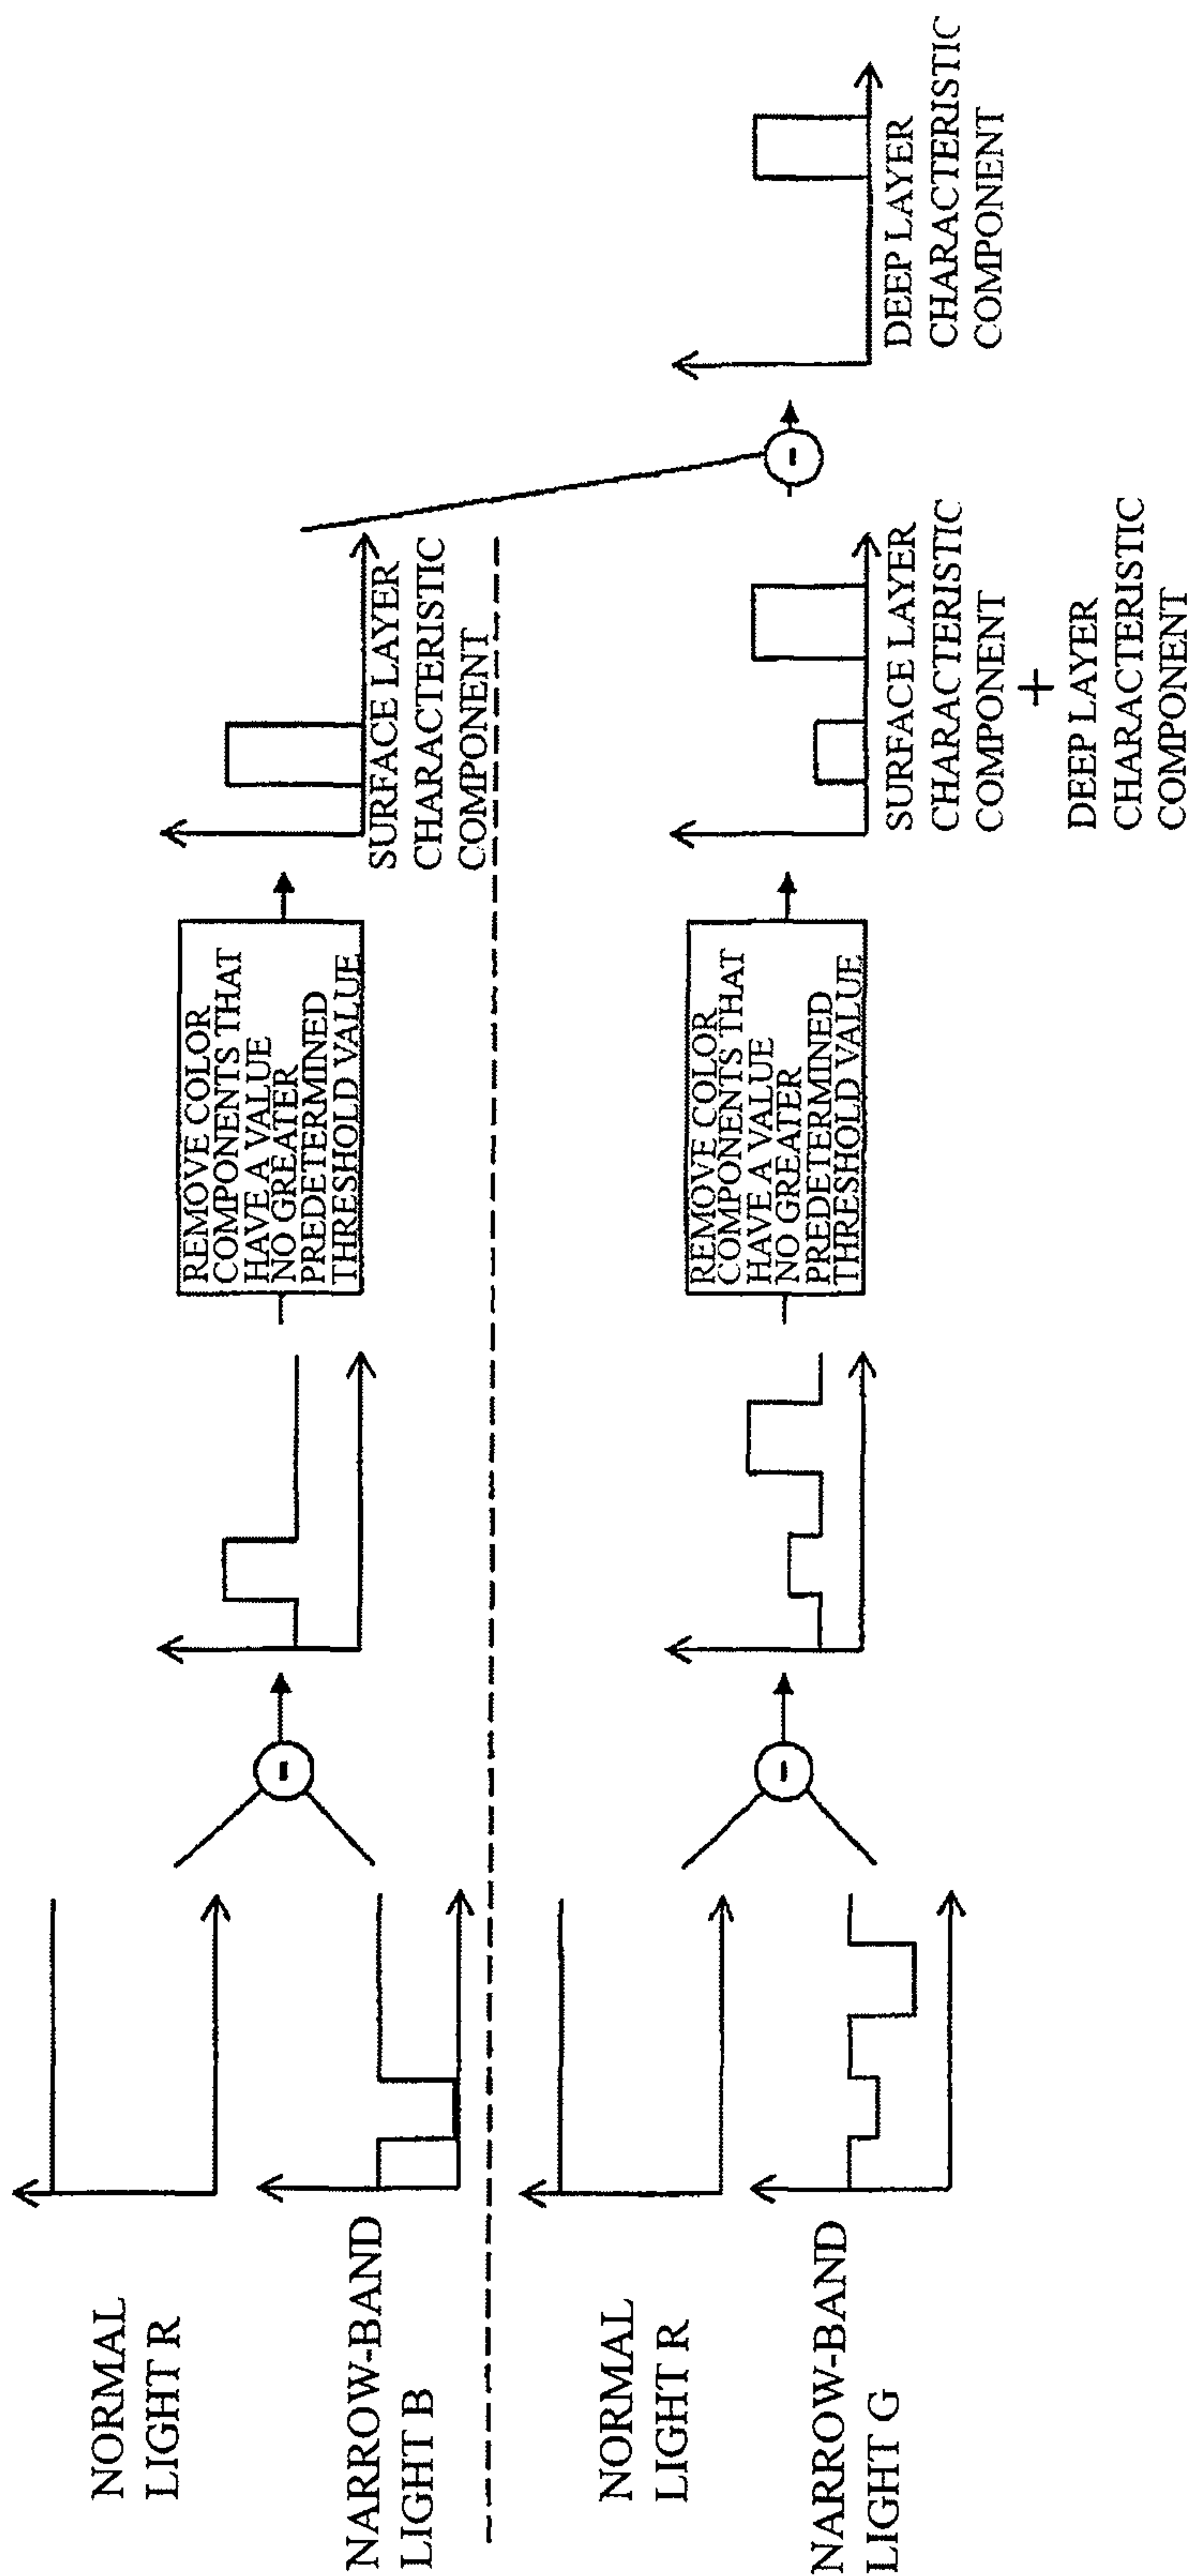 NORMAL
LIGHT R
NARROW-BAND
LIGHT B
-
REMOVE COLOR
COMPONENTS THAT
HAVE A VALUE
NO GREATER
PREDETERMINED
THRESHOLD VALUE
SURFACE LAYER
CHARACTERISTIC
COMPONENT
NORMAL
LIGHT R
NARROW-BAND
LIGHT G
-
REMOVE COLOR
COMPONENTS THAT
HAVE A VALUE
NO GREATER
PREDETERMINED
THRESHOLD VALUE
SURFACE LAYER
CHARACTERISTIC
COMPONENT
+
DEEP LAYER
CHARACTERISTIC
COMPONENT
-
DEEP LAYER
CHARACTERISTIC
COMPONENT